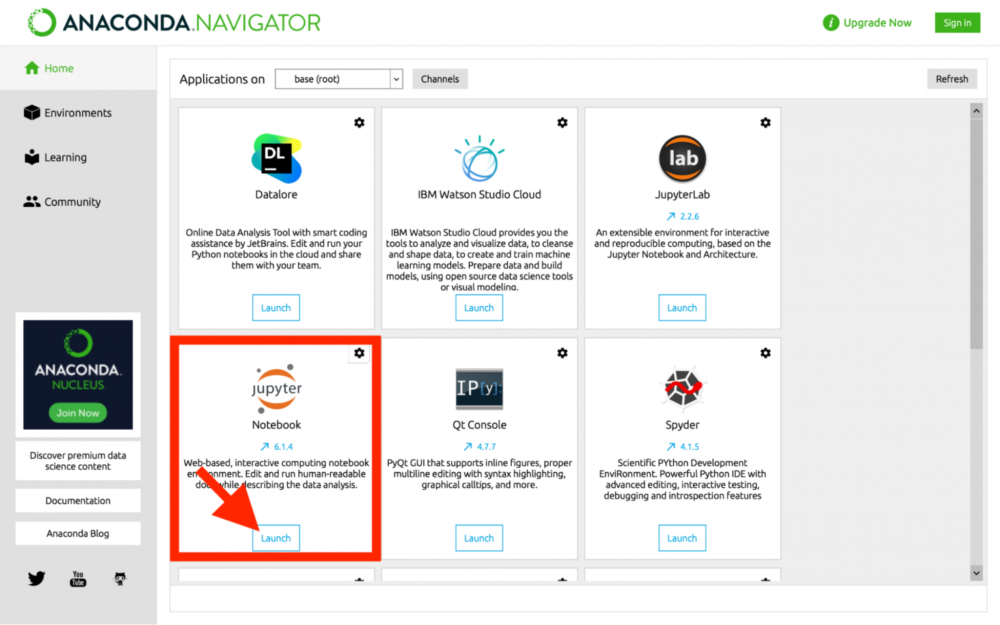 ANACONDA.NAVIGATOR
i Upgrade Now
Sign in
Home
Environments
Learning
Community
ANACONDA.
NUCLEUS
Join Now
Discover premium data
science content
Documentation
Anaconda Blog
You
Tube
Applications on
base (root)
Channels
Refresh
DL
Datalore
Online Data Analysis Tool with smart coding
assistance by JetBrains. Edit and run your
Python notebooks in the cloud and share
them with your team.
Launch
IBM Watson Studio Cloud
IBM Watson Studio Cloud provides you the
tools to analyze and visualize data, to cleanse
and shape data, to create and train machine
learning models. Prepare data and build
models, using open source data science tools
or visual modeling.
Launch
lab
JupyterLab
2.2.6
An extensible environment for interactive
and reproducible computing, based on the
Jupyter Notebook and Architecture.
Launch
jupyter
Notebook
6.1.4
Web-based, interactive computing notebook
Edit and run human-readable
while describing the data analysis.
Launch
IP[y]:
Qt Console
4.7.7
PyQt GUI that supports inline figures, proper
multiline editing with syntax highlighting,
graphical calltips, and more.
Launch
Spyder
4.1.5
Scientific PYthon Development
EnviRonment. Powerful Python IDE with
advanced editing, interactive testing,
debugging and introspection features
Launch